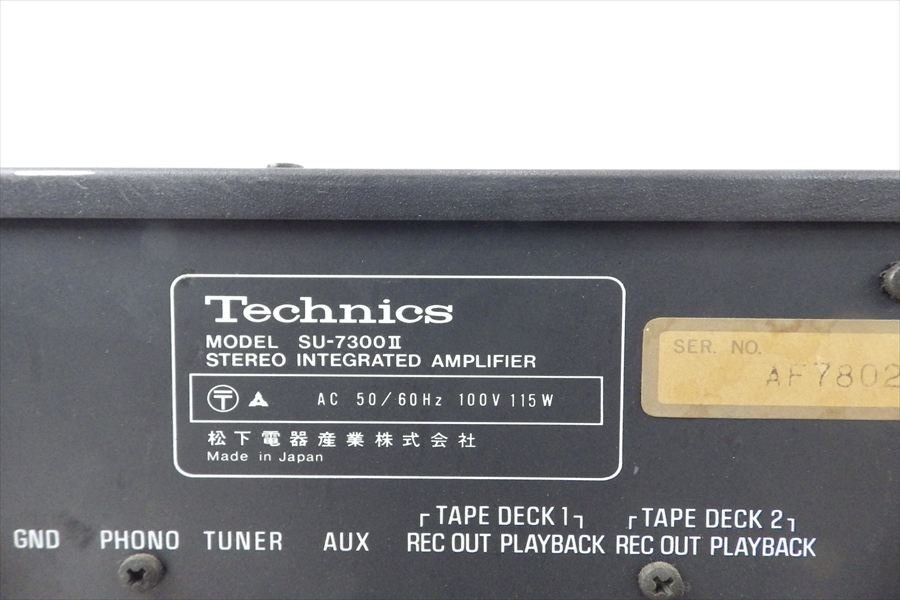 Technics
MODEL SU-7300II
STEREO INTEGRATED AMPLIFIER
〒 AC 50/60Hz 100V 115W
松下電器産業株式会社
Made in Japan
SER. NO.
AF7802
TAPE DECK 1 TAPE DECK 2
GND PHONO TUNER AUX REC OUT PLAYBACK REC OUT PLAYBACK